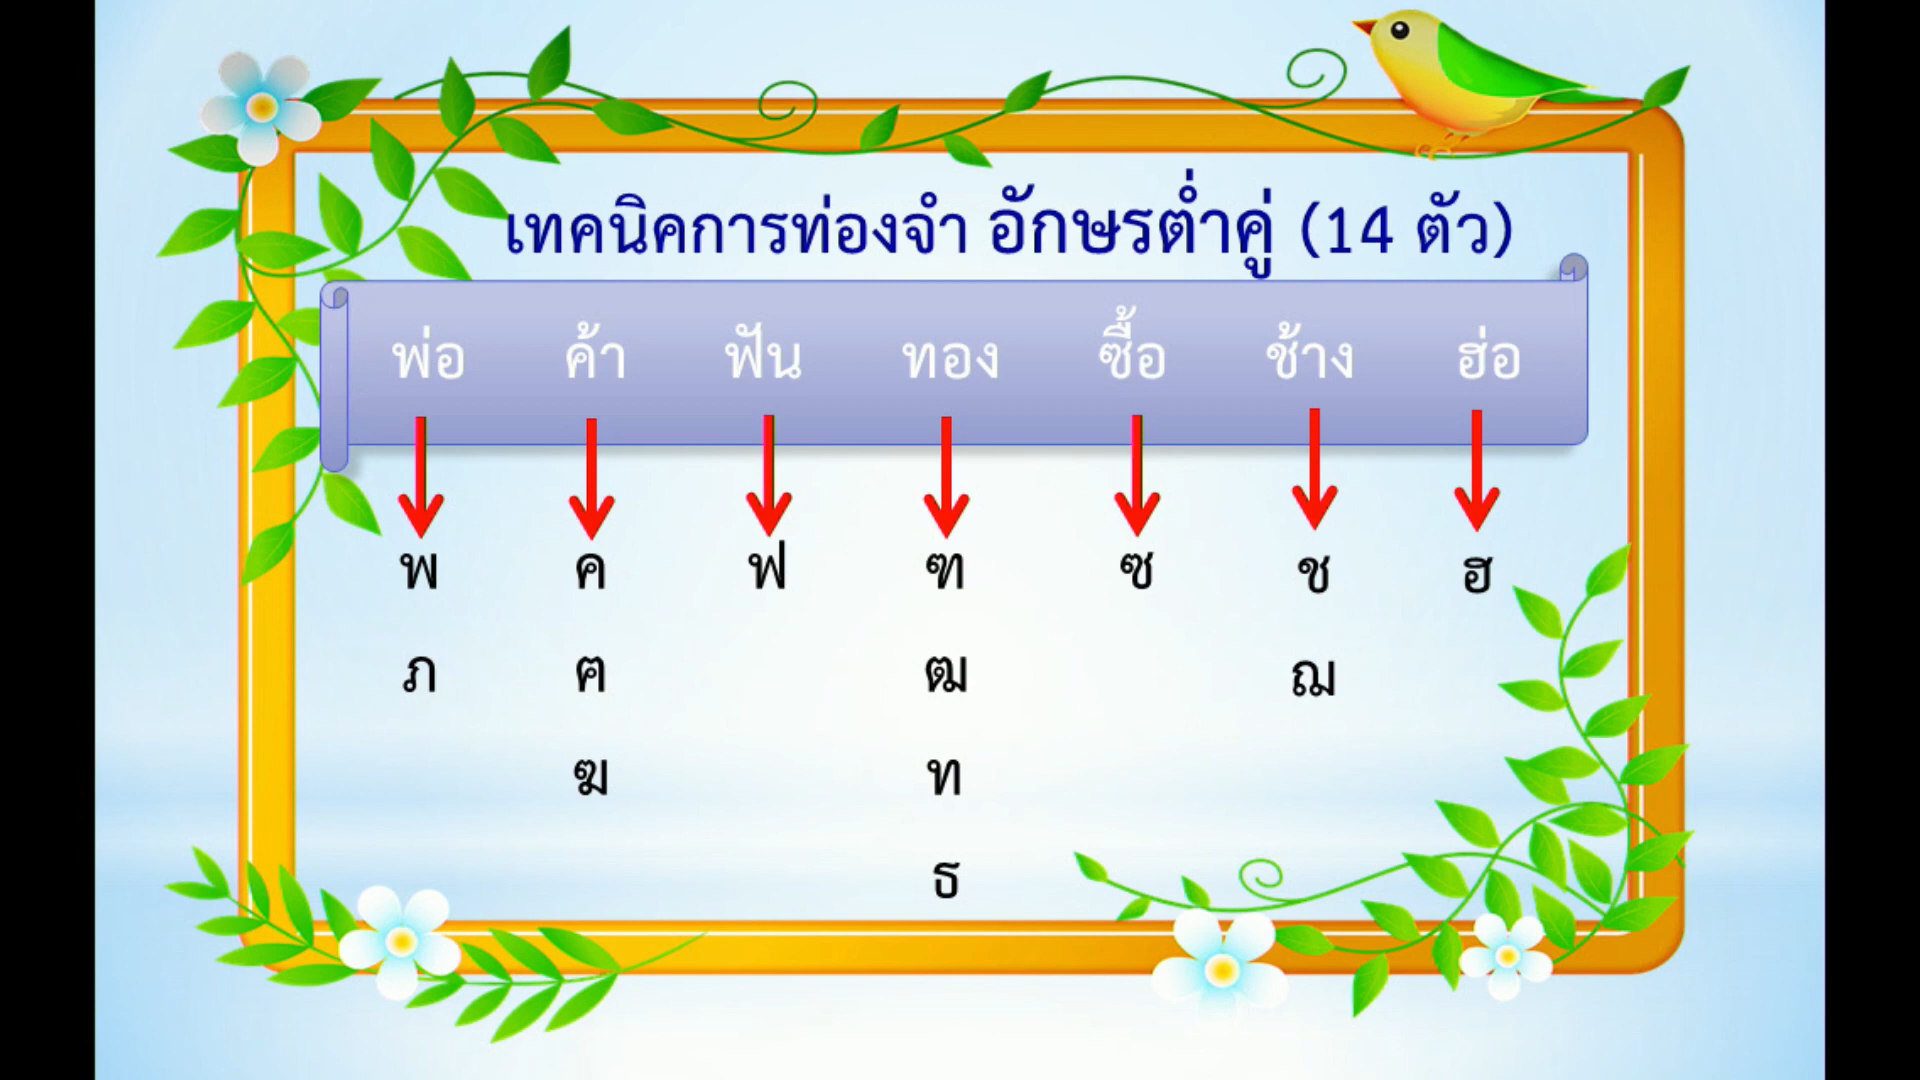 เทคนิคการท่องจำ อักษรต่ำคู่ (14 ตัว)
พ่อ ค้า ฟัน ทอง ซื้อ ช้าง ฮ่อ
พ ค ฟ ฑ ซ ช ฮ
ภ ฅ ฒ ฌ
ฆ ท
ธ